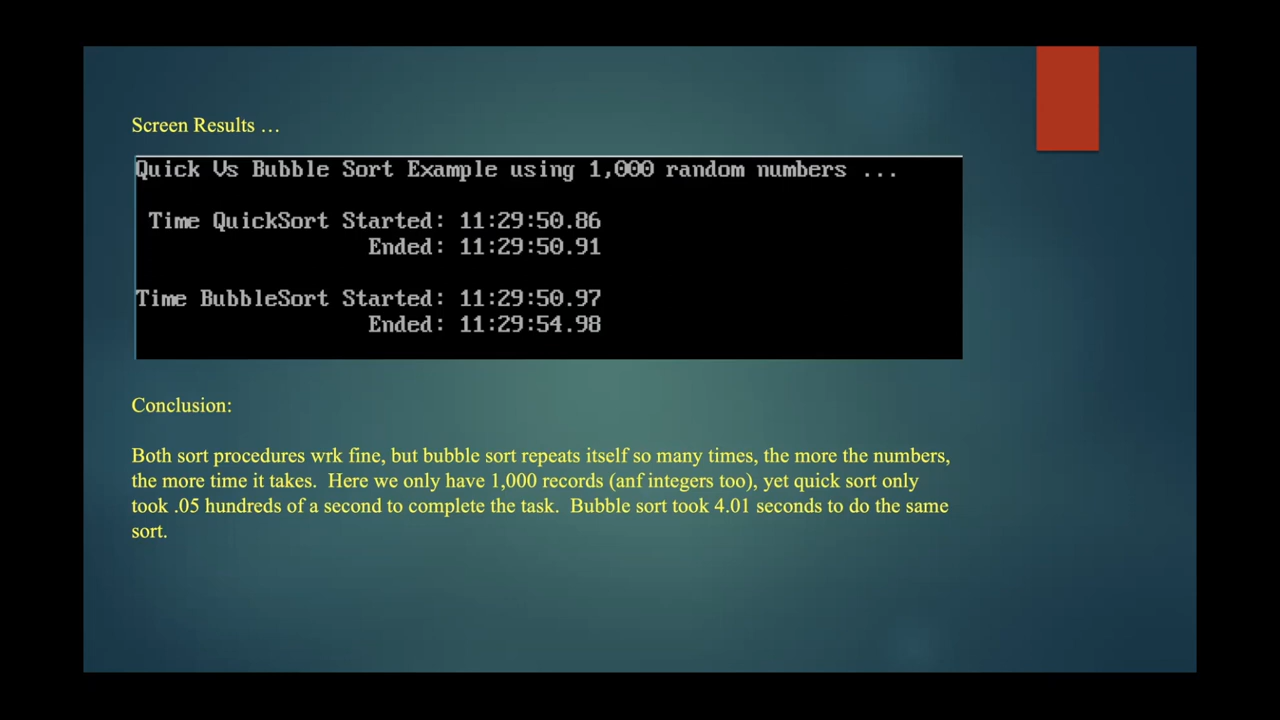 Screen Results …
Quick Vs Bubble Sort Example using 1,000 random numbers ...
Time QuickSort Started: 11:29:50.86
Ended: 11:29:50.91
Time BubbleSort Started: 11:29:50.97
Ended: 11:29:54.98
Conclusion:
Both sort procedures wrk fine, but bubble sort repeats itself so many times, the more the numbers,
the more time it takes.  Here we only have 1,000 records (anf integers too), yet quick sort only
took .05 hundreds of a second to complete the task.  Bubble sort took 4.01 seconds to do the same
sort.